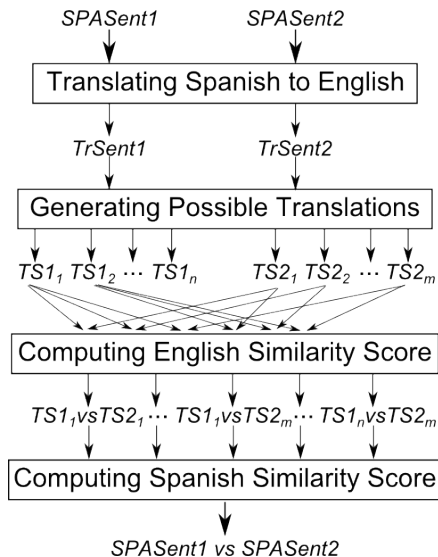 SPASent1 SPASent2
Translating Spanish to English
TrSent1 TrSent2
Generating Possible Translations
TS1₁ TS1₂ ... TS1ₙ TS2₁ TS2₂ ... TS2ₘ
Computing English Similarity Score
TS1₁vsTS2₁ ... TS1₁vsTS2ₘ ... TS1ₙvsTS2ₘ
Computing Spanish Similarity Score
SPASent1 vs SPASent2